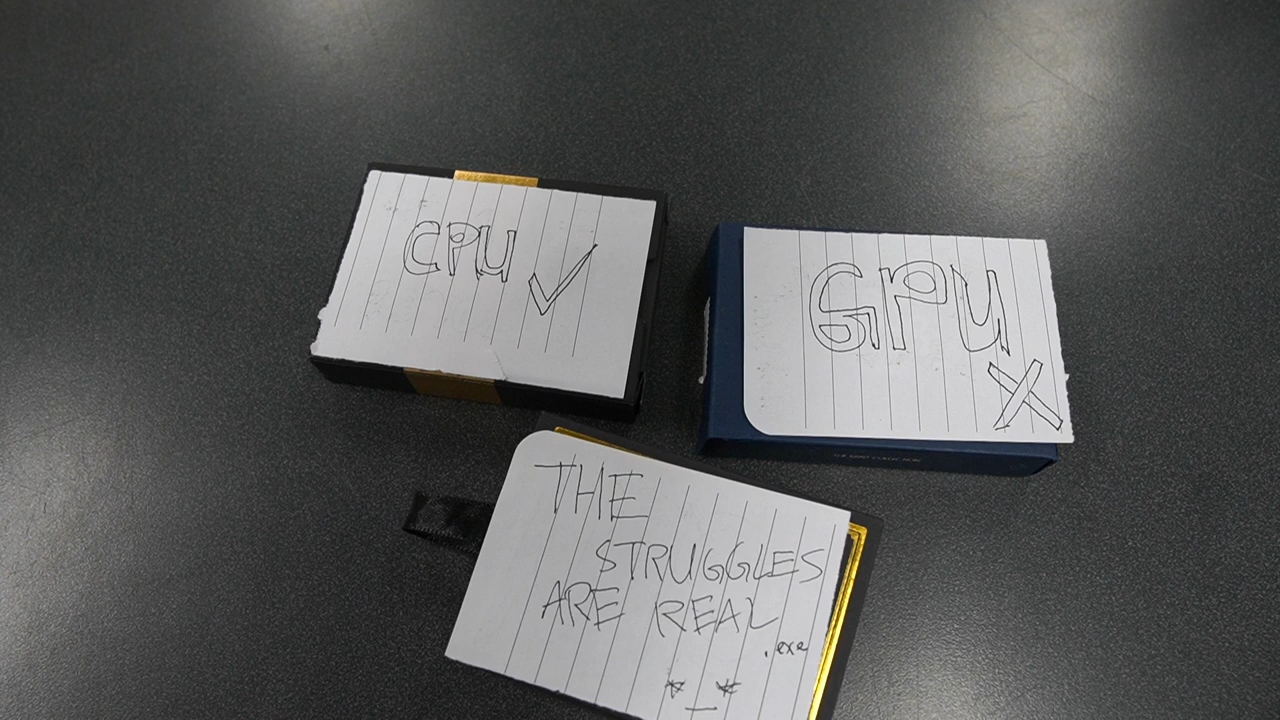 CPU ✓
GPU X
THE
STRUGGLES
ARE REAL
.exe
*_*